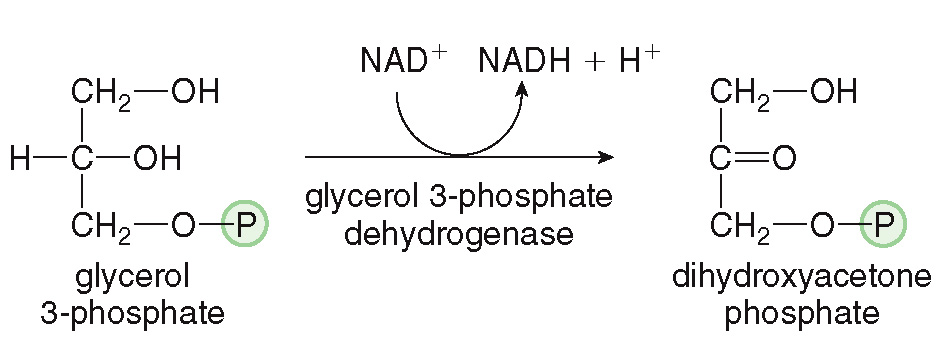 NAD⁺ NADH + H⁺
CH₂—OH
H—C—OH
CH₂—O—P
glycerol
3-phosphate
glycerol 3-phosphate
dehydrogenase
CH₂—OH
C=O
CH₂—O—P
dihydroxyacetone
phosphate